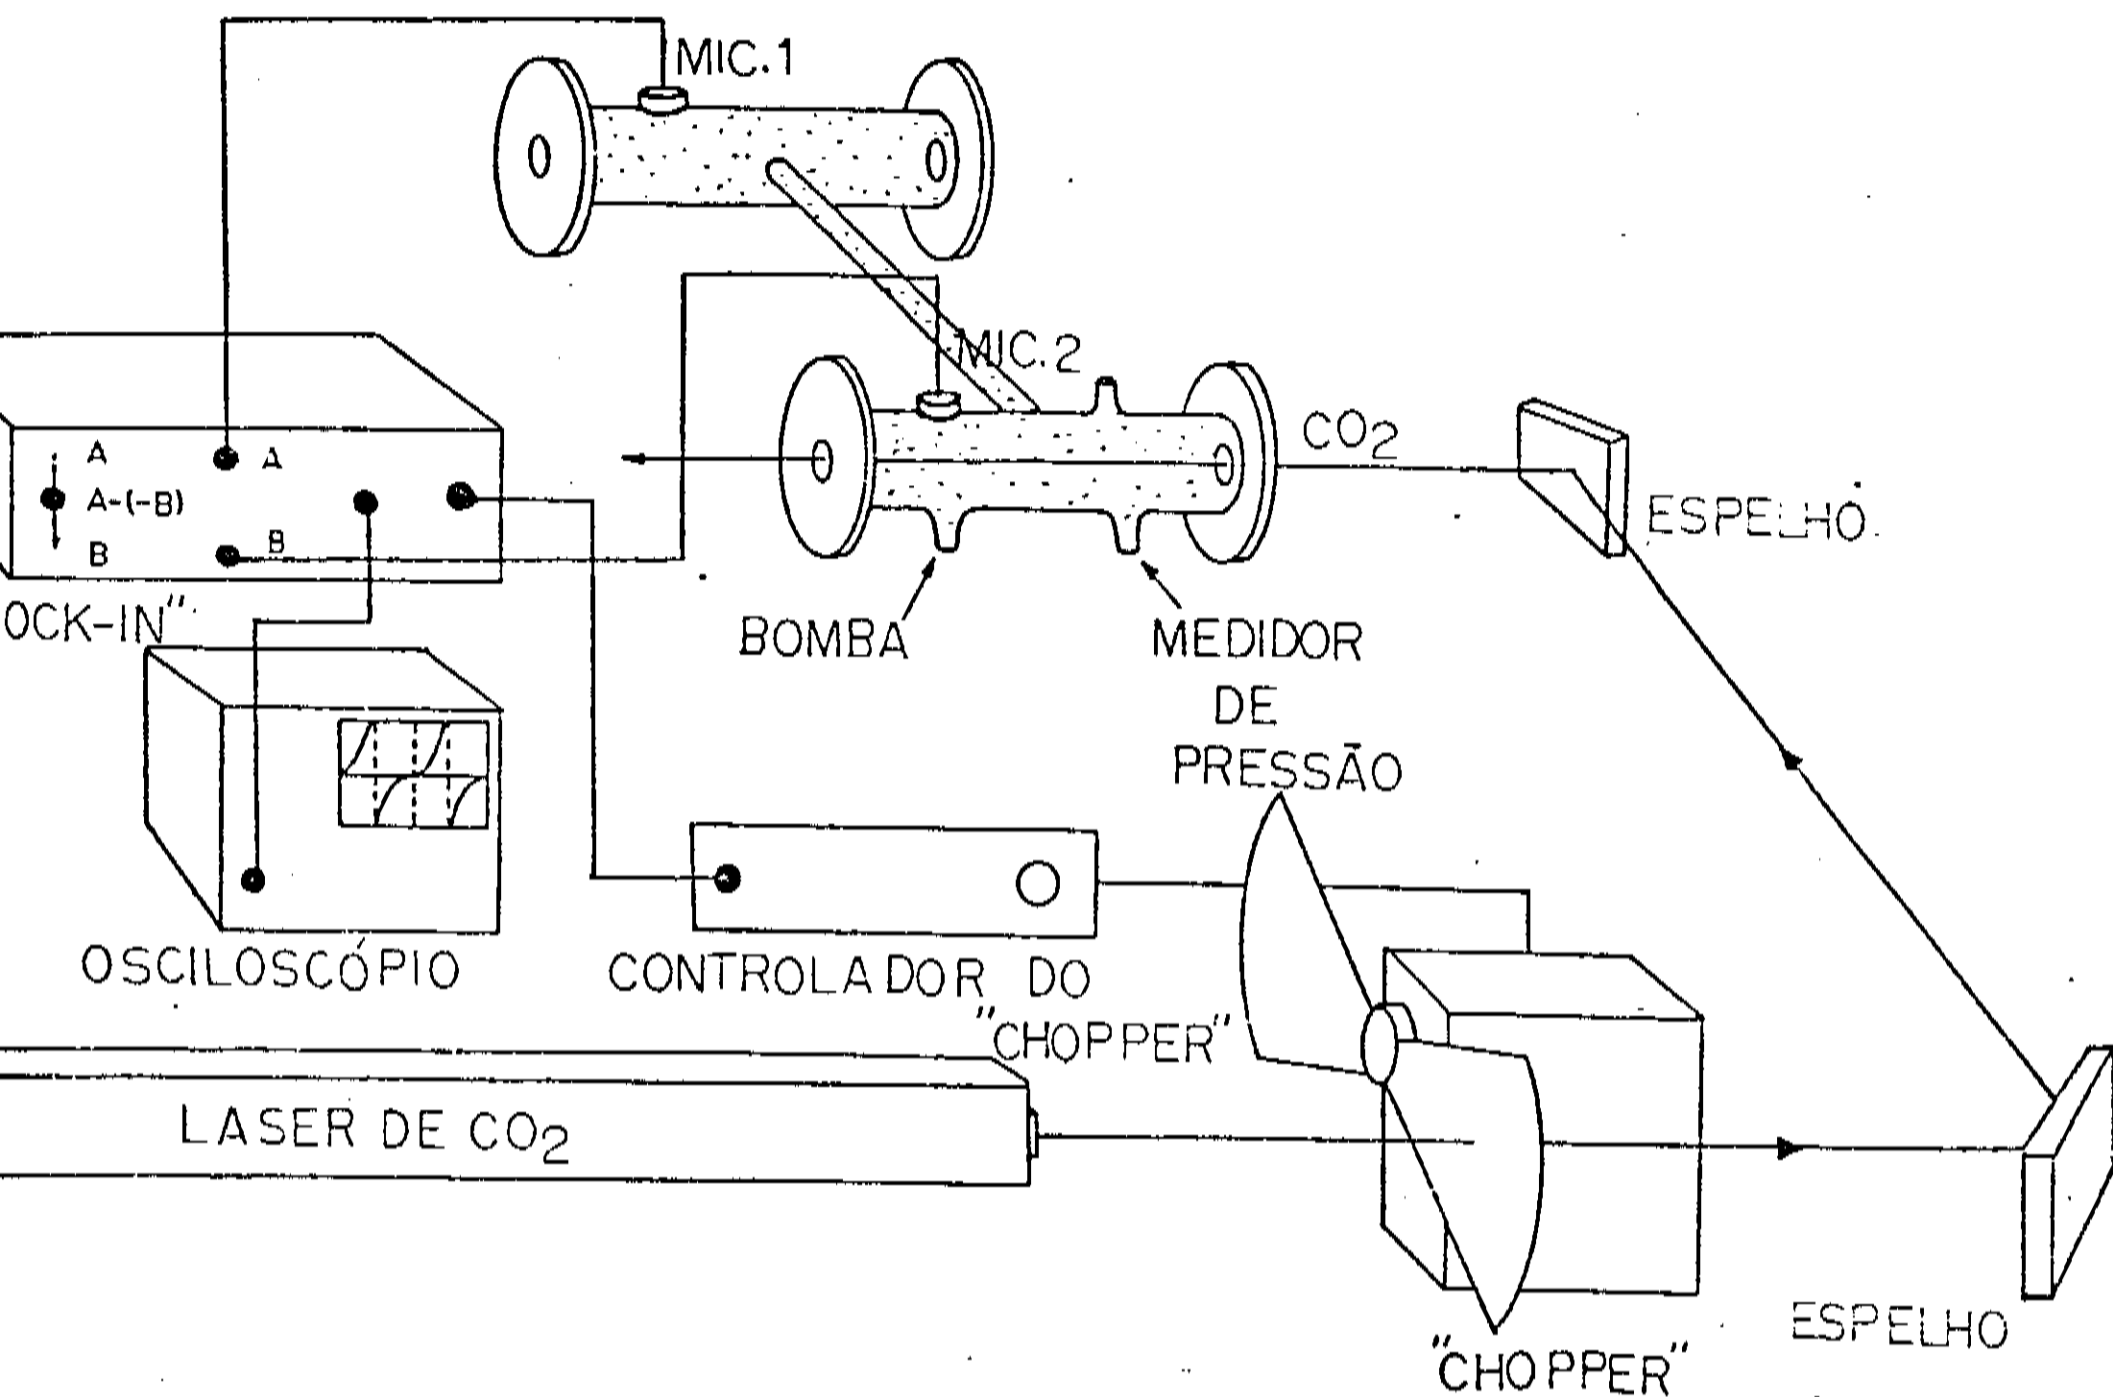 MIC.1
MIC.2
CO2
ESPELHO
A
A
A-(-B)
B
B
OCK-IN"
BOMBA
MEDIDOR
DE
PRESSÃO
OSCILOSCÓPIO
CONTROLADOR DO
"CHOPPER"
LASER DE CO2
ESPELHO
"CHOPPER"